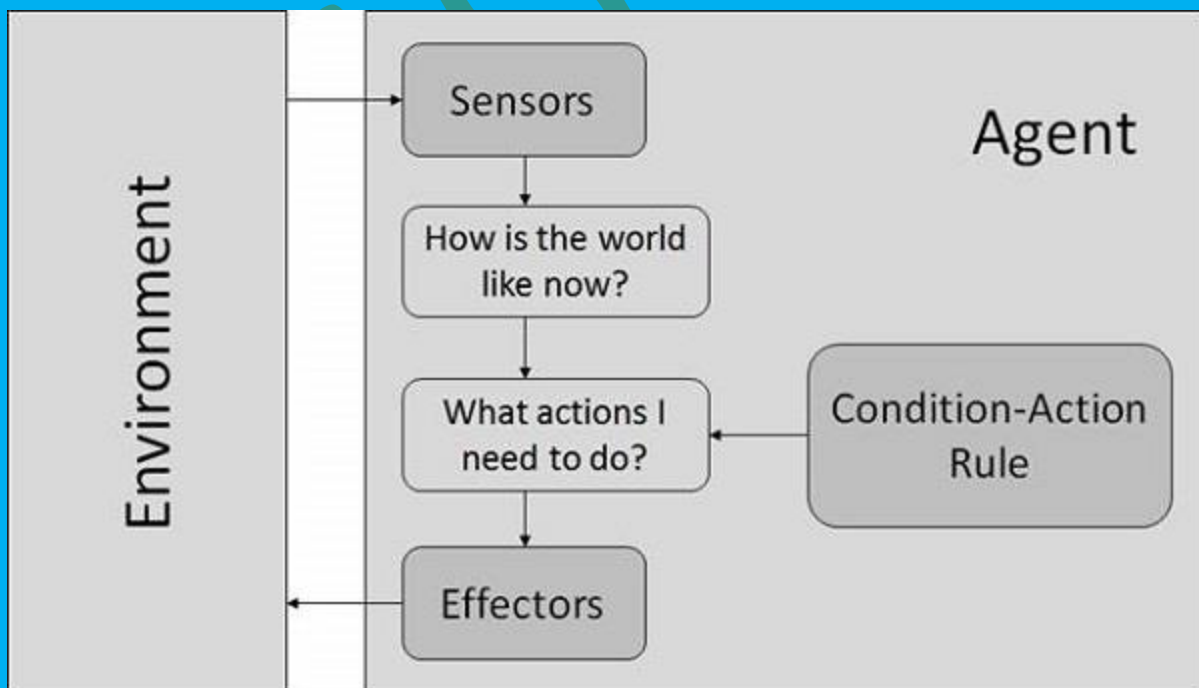 Environment
Sensors
Agent
How is the world
like now?
What actions I
need to do?
Condition-Action
Rule
Effectors